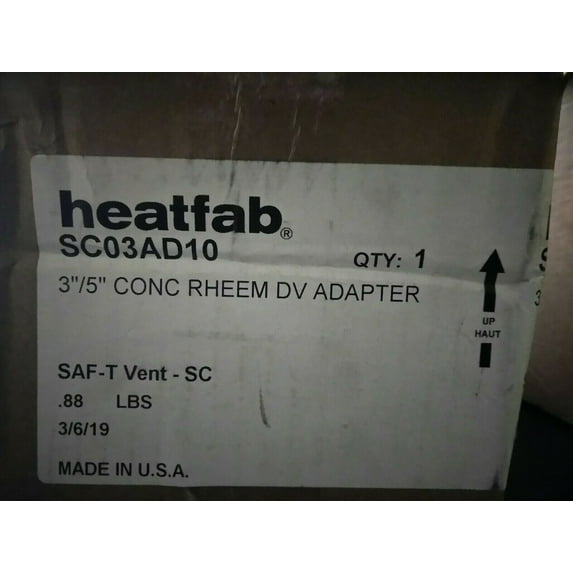 heatfab®
SC03AD10
QTY: 1
3"/5" CONC RHEEM DV ADAPTER
UP
HAUT
SAF-T Vent - SC
.88 LBS
3/6/19
MADE IN U.S.A.